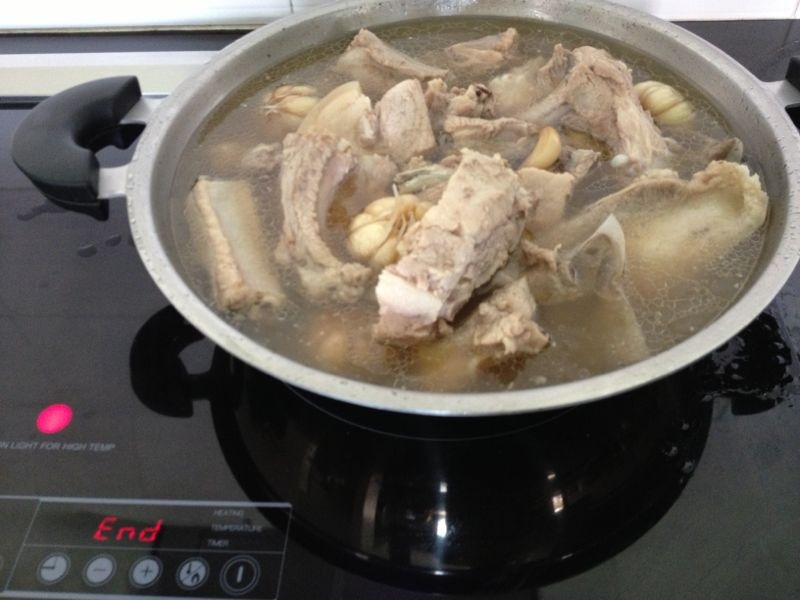 ON LIGHT FOR HIGH TEMP
End
HEATING
TEMPERATURE
TIMER